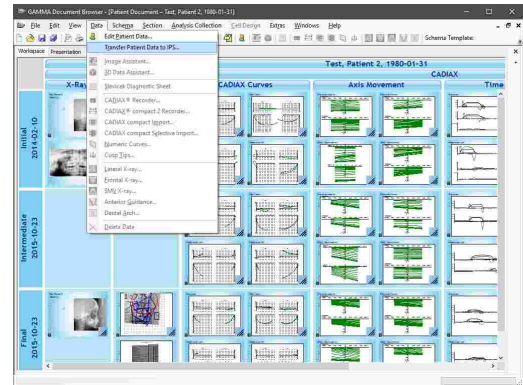 GAMMA Document Browser - [Patient Document - Test, Patient 2, 1980-01-31]
File Edit View Data Schema Section Analysis Collection Cell Design Extras Windows Help
Schema Template:
Workspace Presentation
Edit Patient Data...
Transfer Patient Data to IPS...
Image Assistant...
3D Data Assistant...
Slavicek Diagnostic Sheet
CADIAX® Recorder...
CADIAX® compact 2 Recorder...
CADIAX compact Import...
CADIAX compact Selective Import...
Numeric Curves...
Cusp Tips...
Lateral X-ray...
Frontal X-ray...
SMV X-ray...
Anterior Guidance...
Dental Arch...
Delete Data
Test, Patient 2, 1980-01-31
CADIAX
X-Ray
CADIAX Curves
Axis Movement
Time
Initial
2014-02-10
Intermediate
2015-10-23
Final
2015-10-23